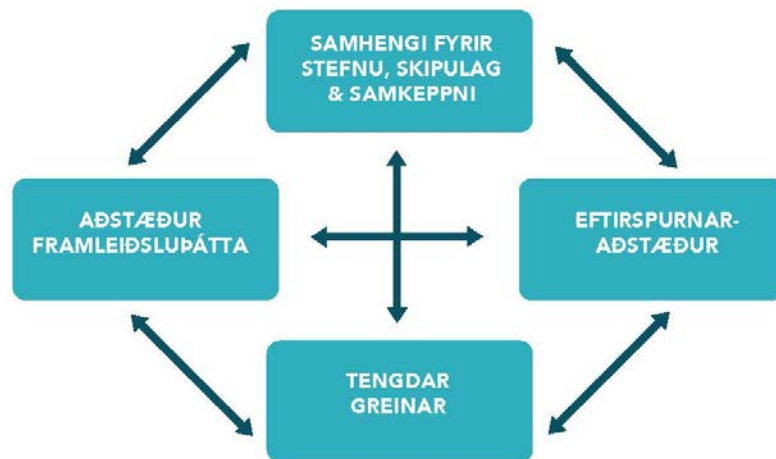 SAMHENGI FYRIR
STEFNU, SKIPULAG
& SAMKEPPNI
AÐSTÆÐUR
FRAMLEIÐSLUÞÁTTA
EFTIRSPURNAR-
AÐSTÆÐUR
TENGDAR
GREINAR